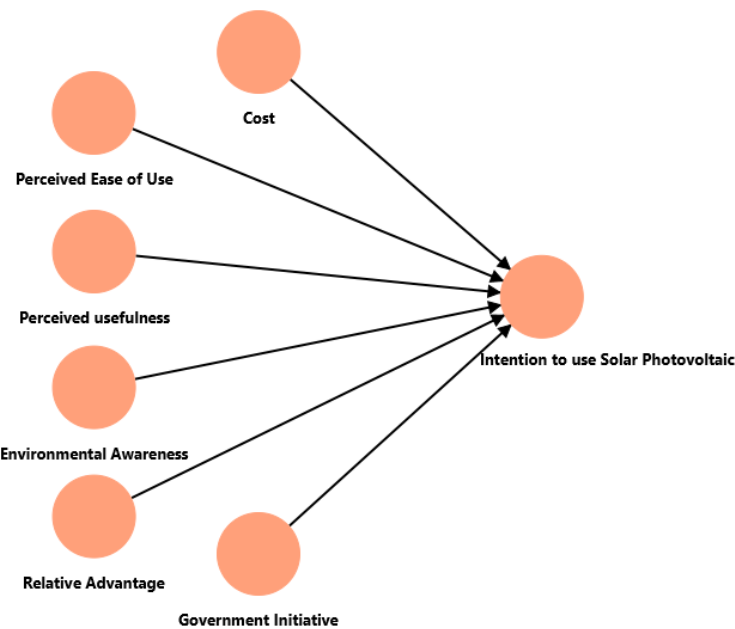 Cost
Perceived Ease of Use
Perceived usefulness
Intention to use Solar Photovoltaic
Environmental Awareness
Relative Advantage
Government Initiative